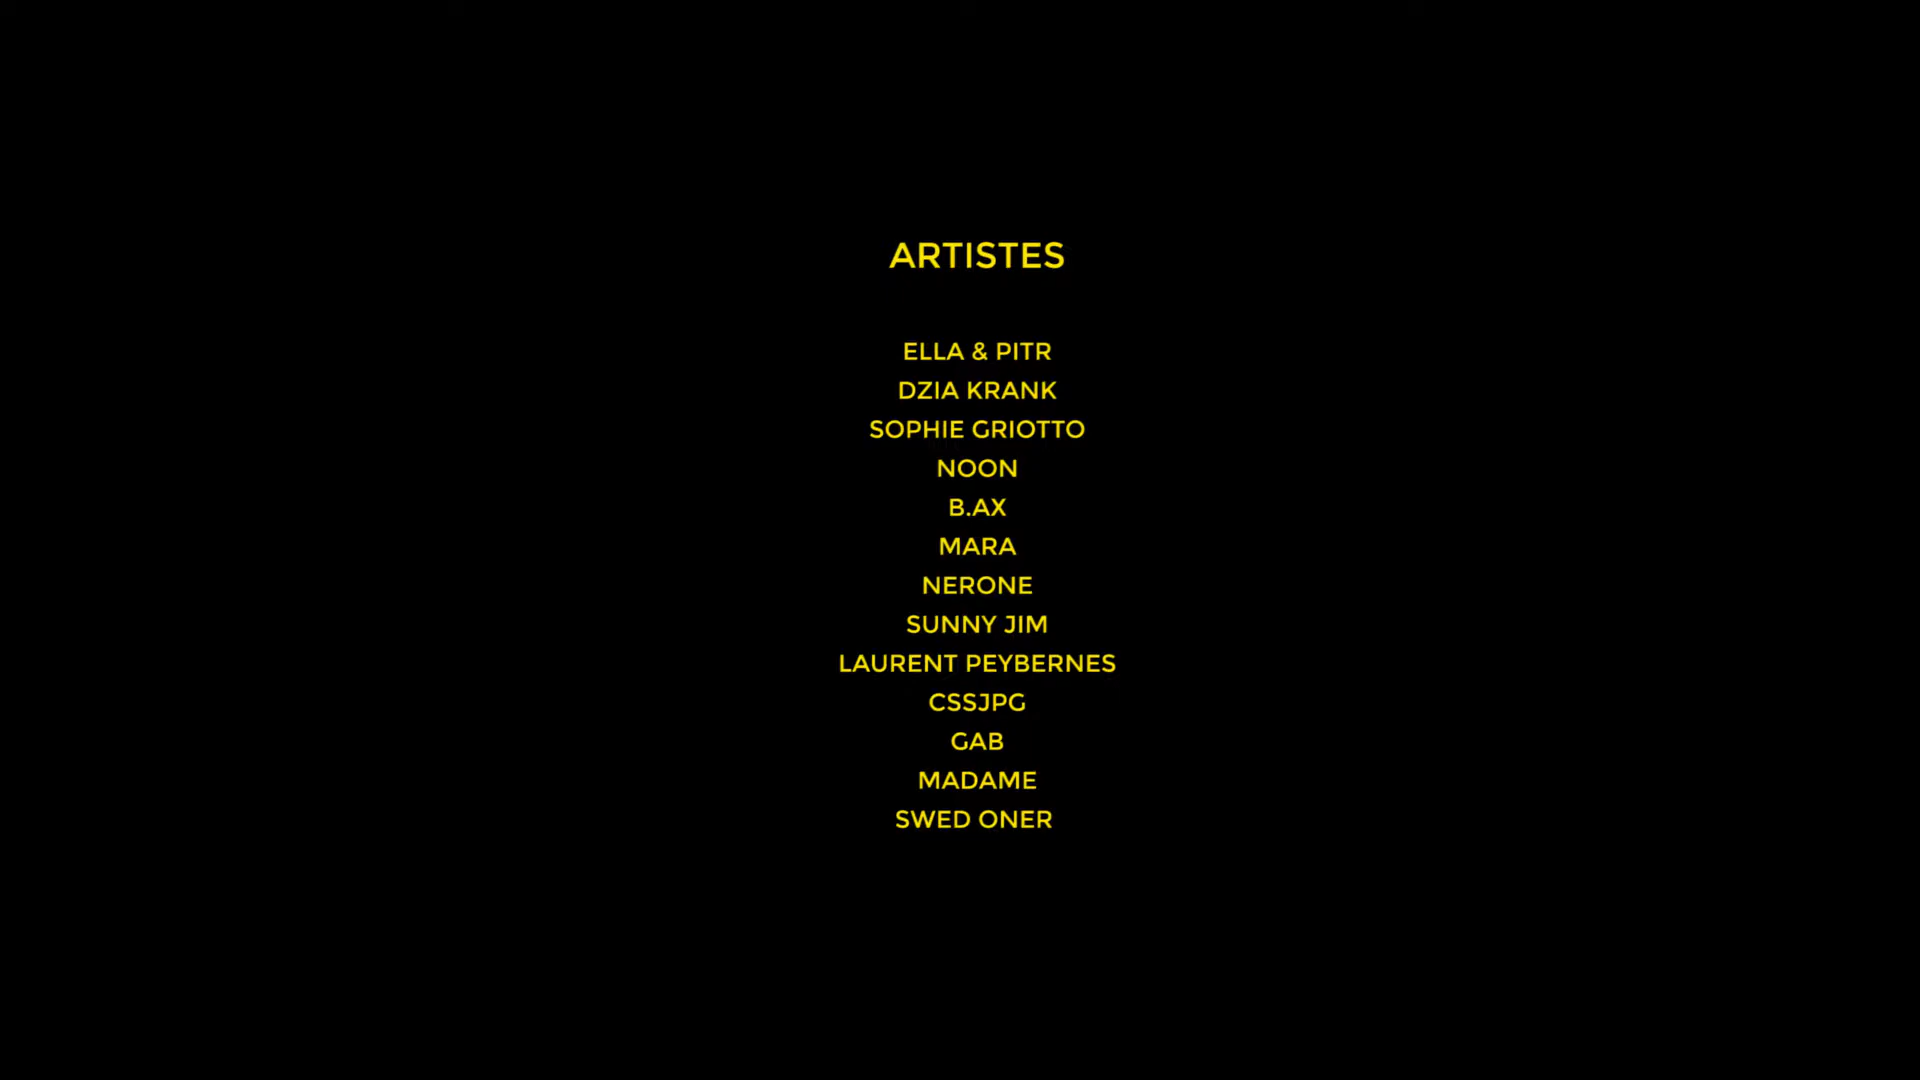 ARTISTES
ELLA & PITR
DZIA KRANK
SOPHIE GRIOTTO
NOON
B.AX
MARA
NERONE
SUNNY JIM
LAURENT PEYBERNES
CSSJPG
GAB
MADAME
SWED ONER